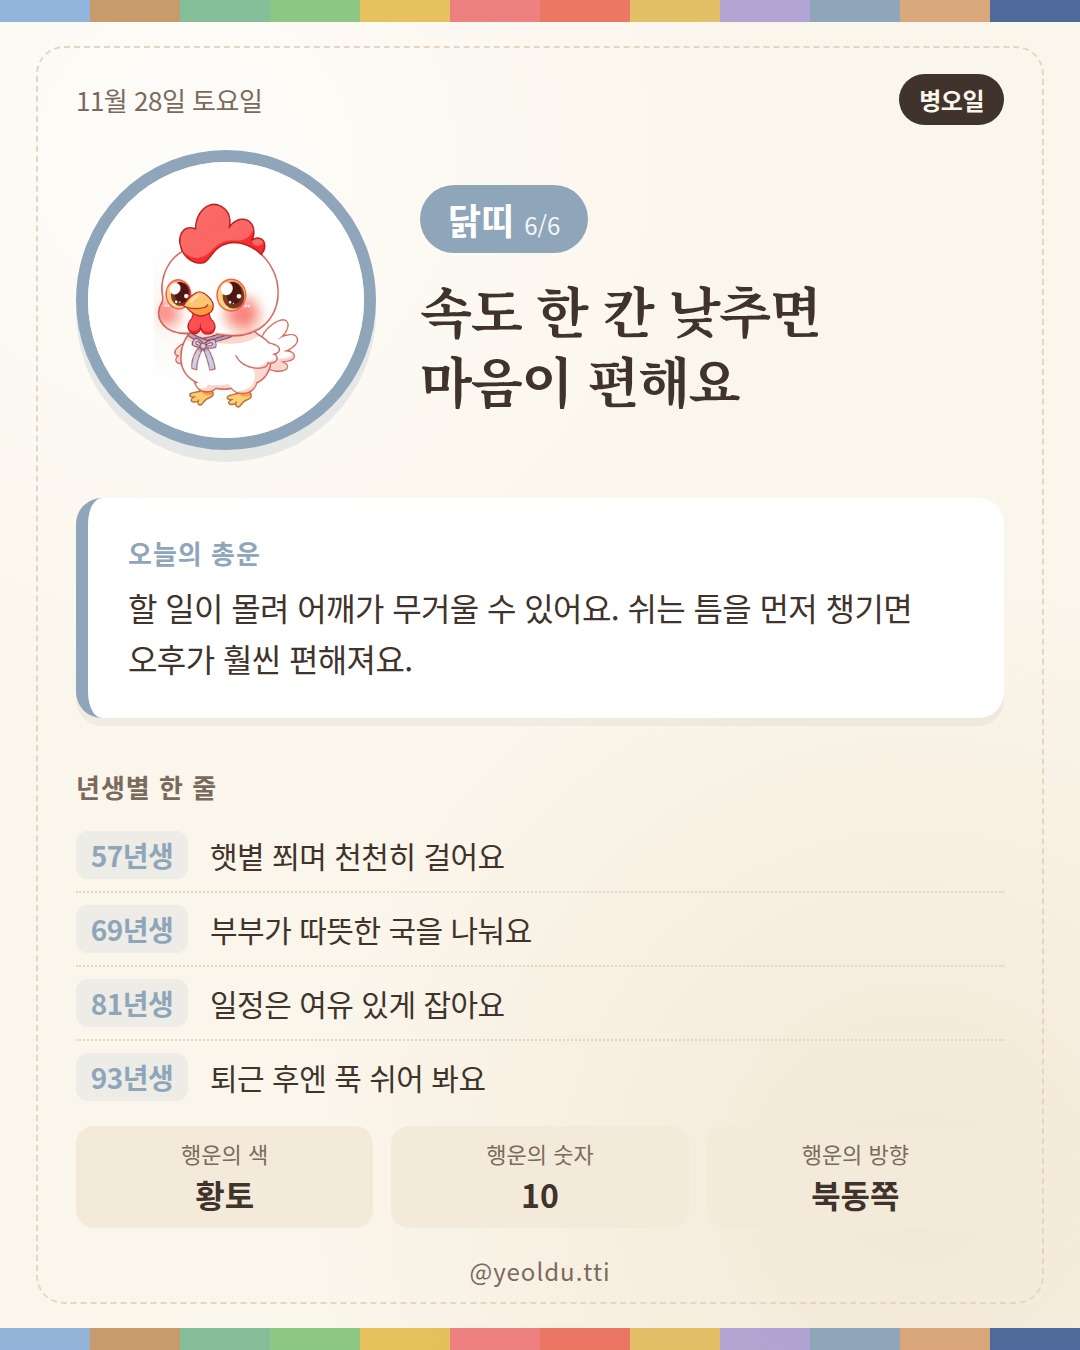 11월 28일 토요일
병오일
닭띠 6/6
속도 한 칸 낮추면
마음이 편해요
오늘의 총운
할 일이 몰려 어깨가 무거울 수 있어요. 쉬는 틈을 먼저 챙기면
오후가 훨씬 편해져요.
년생별 한 줄
57년생 햇볕 쬐며 천천히 걸어요
69년생 부부가 따뜻한 국을 나눠요
81년생 일정은 여유 있게 잡아요
93년생 퇴근 후엔 푹 쉬어 봐요
행운의 색
황토
행운의 숫자
10
행운의 방향
북동쪽
@yeoldu.tti